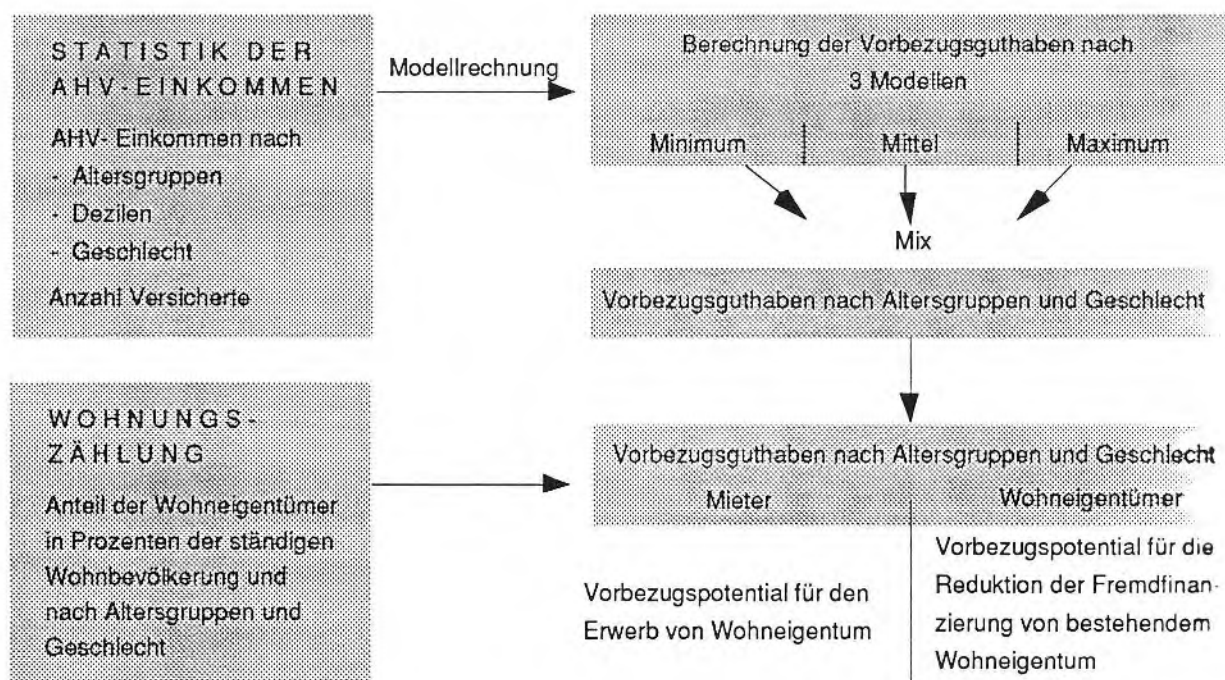 STATISTIK DER
AHV-EINKOMMEN
AHV- Einkommen nach
- Altersgruppen
- Dezilen
- Geschlecht
Anzahl Versicherte
Modellrechnung
Berechnung der Vorbezugsguthaben nach
3 Modellen
Minimum
Mittel
Maximum
Mix
Vorbezugsguthaben nach Altersgruppen und Geschlecht
WOHNUNGS-
ZÄHLUNG
Anteil der Wohneigentümer
in Prozenten der ständigen
Wohnbevölkerung und
nach Altersgruppen und
Geschlecht
Vorbezugsguthaben nach Altersgruppen und Geschlecht
Mieter
Wohneigentümer
Vorbezugspotential für den
Erwerb von Wohneigentum
Vorbezugspotential für die
Reduktion der Fremdfinan-
zierung von bestehendem
Wohneigentum